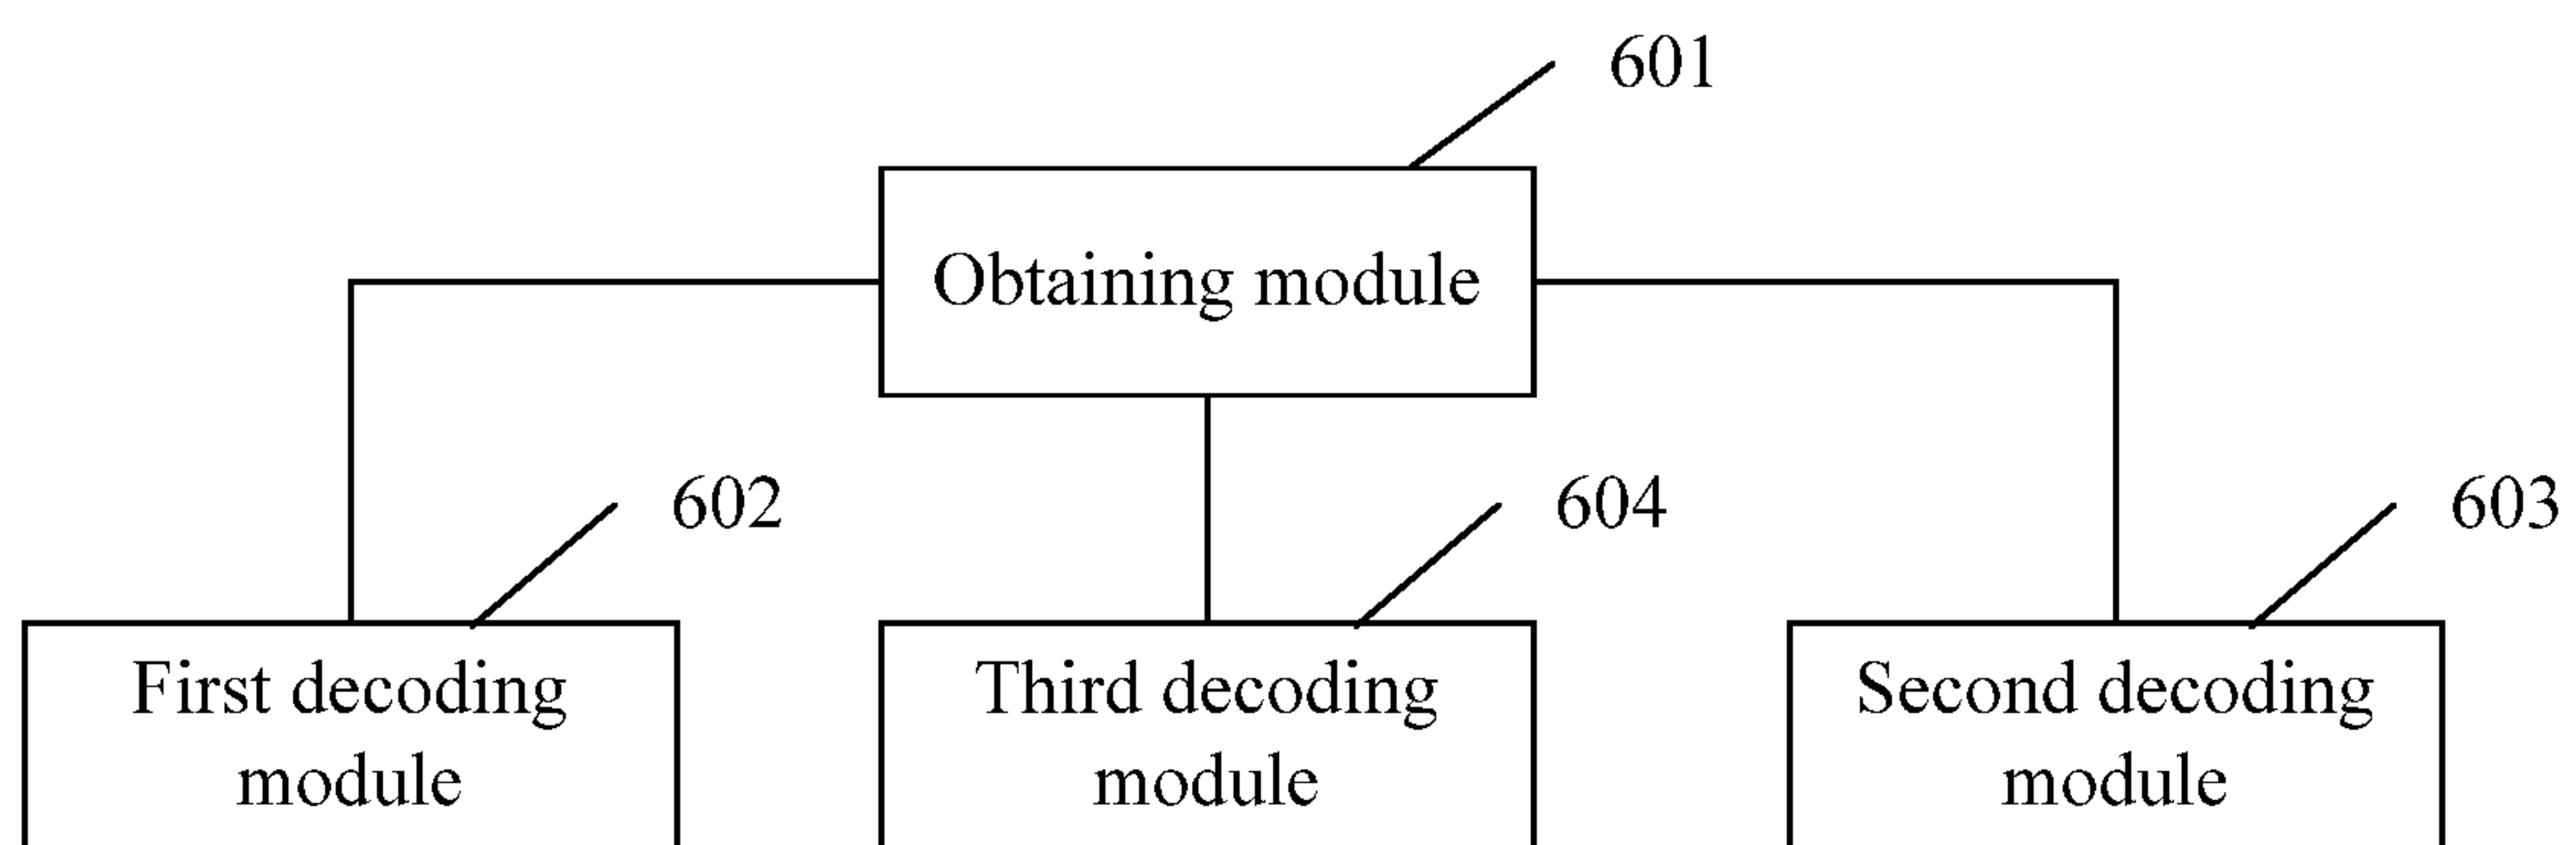 601
Obtaining module
602
604
603
First decoding
module
Third decoding
module
Second decoding
module